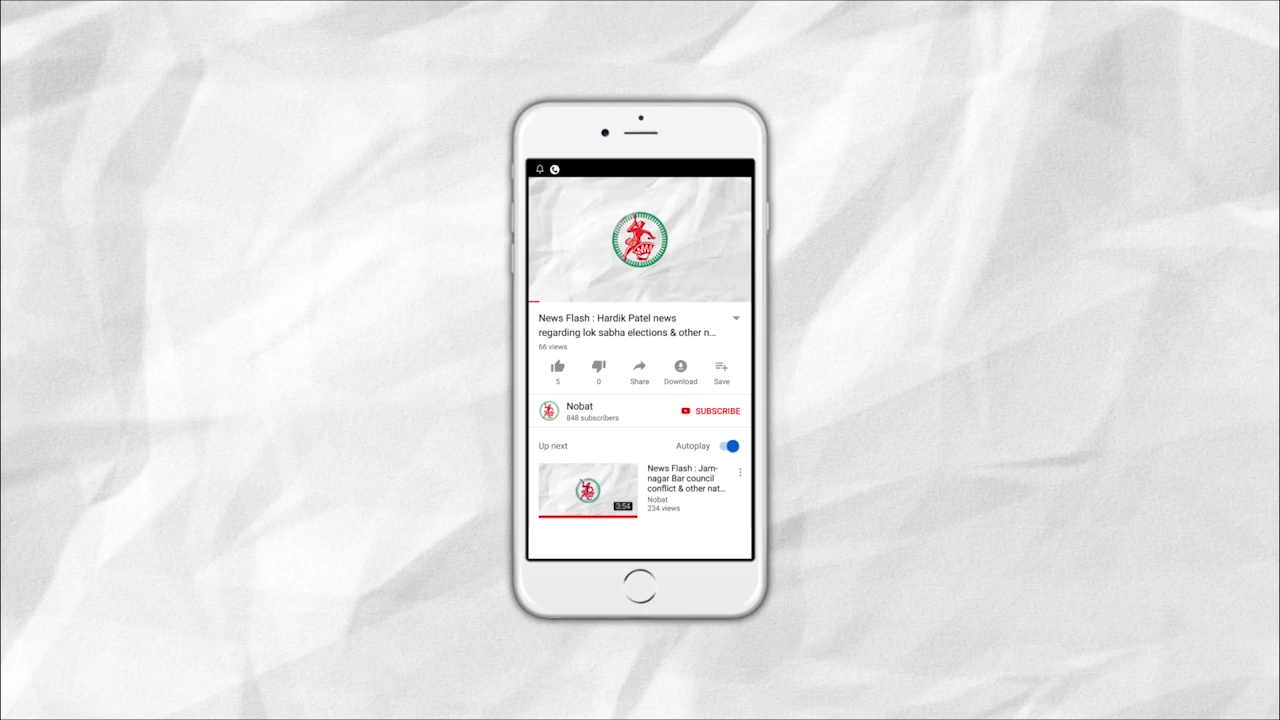 News Flash : Hardik Patel news
regarding lok sabha elections & other n...
66 views
5
0
Share
Download
Save
Nobat
848 subscribers
SUBSCRIBE
Up next
Autoplay
3:54
News Flash : Jam-
nagar Bar council
conflict & other nat...
Nobat
234 views